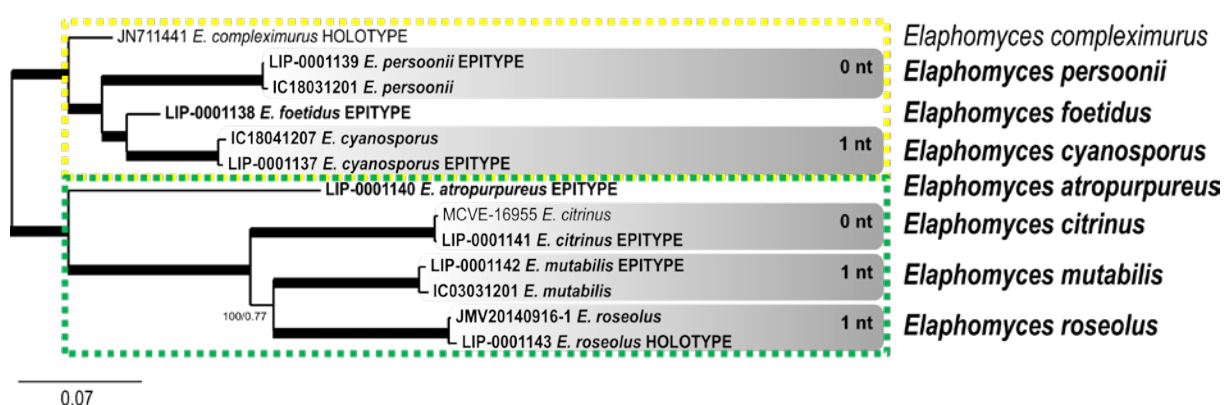 JN711441 E. compleximurus HOLOTYPE
Elaphomyces compleximurus
LIP-0001139 E. persoonii EPITYPE
0 nt
Elaphomyces persoonii
IC18031201 E. persoonii
LIP-0001138 E. foetidus EPITYPE
Elaphomyces foetidus
IC18041207 E. cyanosporus
1 nt
Elaphomyces cyanosporus
LIP-0001137 E. cyanosporus EPITYPE
LIP-0001140 E. atropurpureus EPITYPE
Elaphomyces atropurpureus
MCVE-16955 E. citrinus
0 nt
Elaphomyces citrinus
LIP-0001141 E. citrinus EPITYPE
LIP-0001142 E. mutabilis EPITYPE
1 nt
Elaphomyces mutabilis
IC03031201 E. mutabilis
100/0.77
JMV20140916-1 E. roseolus
1 nt
Elaphomyces roseolus
LIP-0001143 E. roseolus HOLOTYPE
0.07